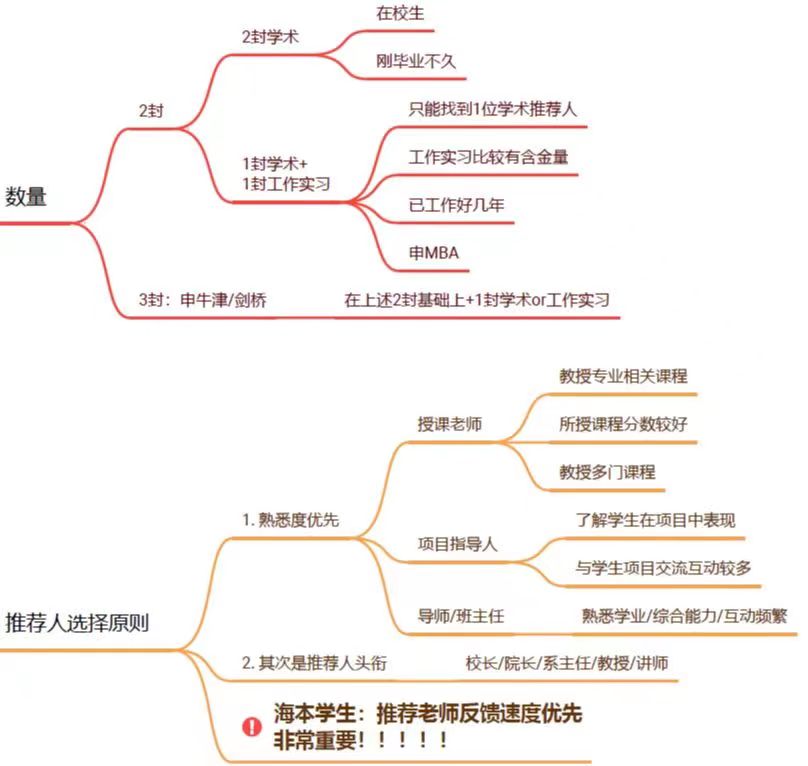 在校生
2封学术
刚毕业不久
2封
只能找到1位学术推荐人
1封学术+
1封工作实习
工作实习比较有含金量
已工作好几年
申MBA
数量
3封：申牛津/剑桥
在上述2封基础上+1封学术or工作实习
教授专业相关课程
授课老师
所授课程分数较好
教授多门课程
1. 熟悉度优先
了解学生在项目中表现
项目指导人
与学生项目交流互动较多
导师/班主任
熟悉学业/综合能力/互动频繁
推荐人选择原则
2. 其次是推荐人头衔
校长/院长/系主任/教授/讲师
海本学生：推荐老师反馈速度优先
非常重要！！！！！